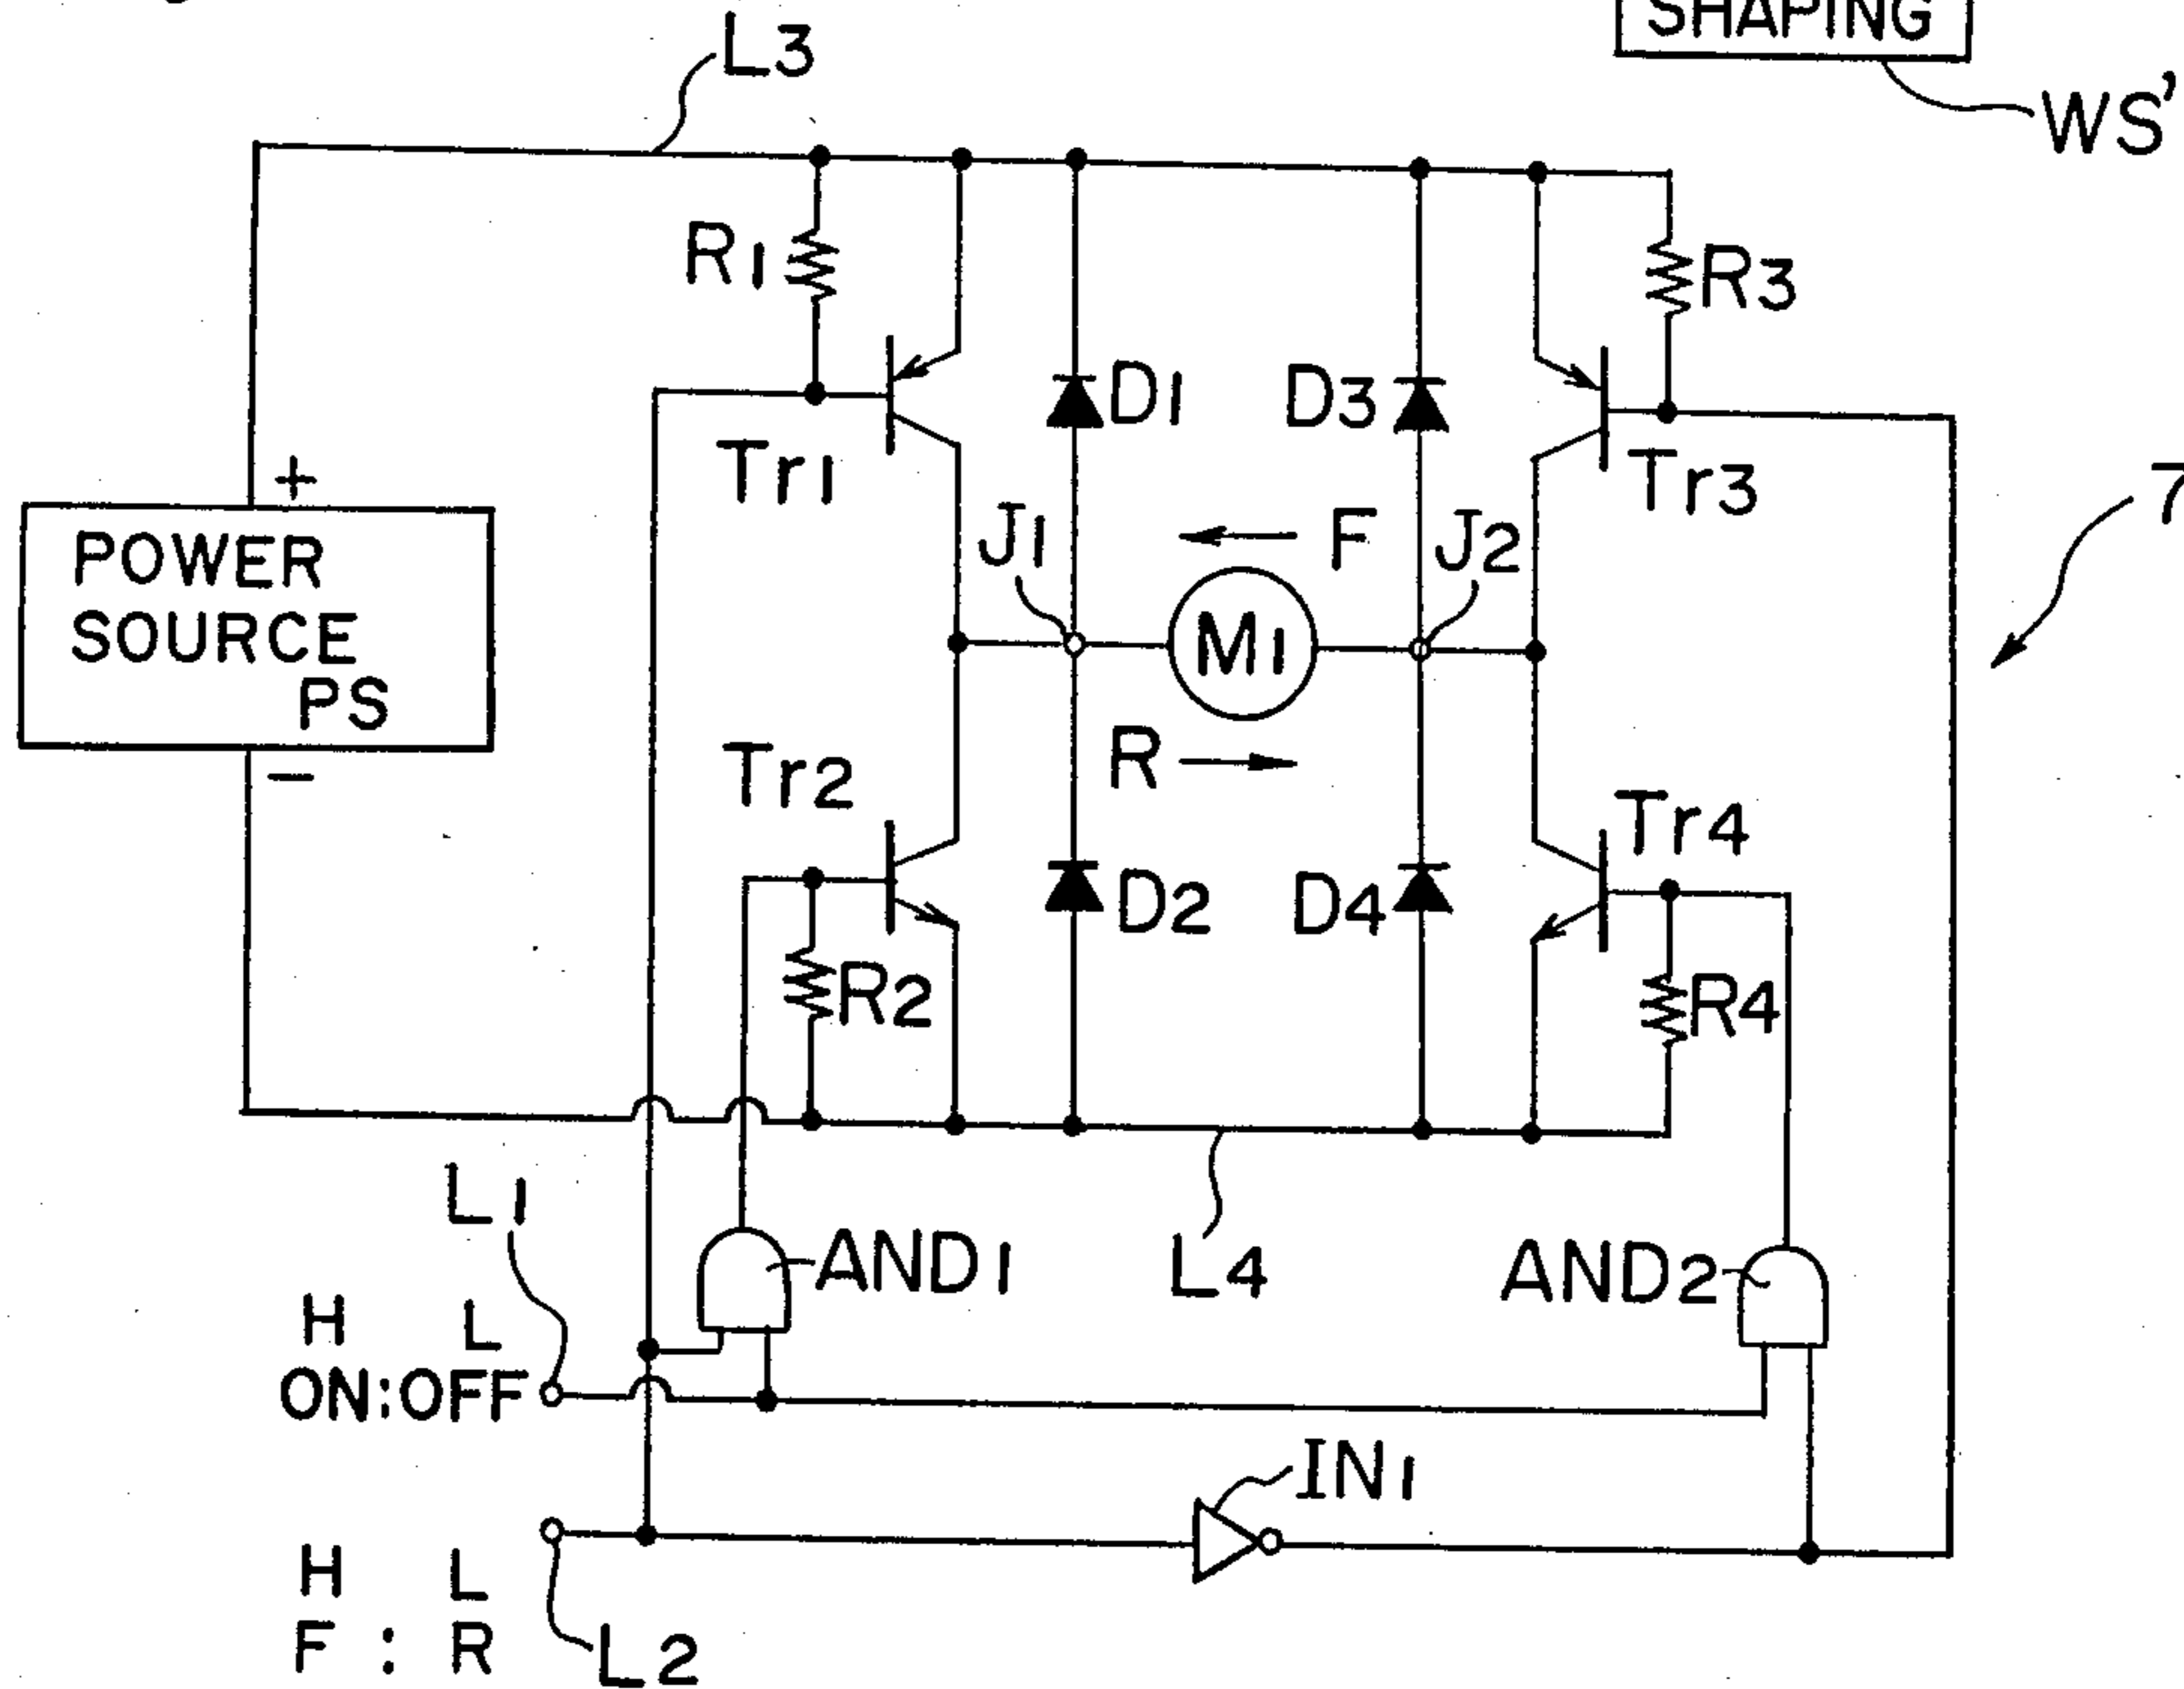 SHAPING
WS'
L3
R1
R3
D1
D3
Tr1
Tr3
7
+
J1
F
J2
POWER
SOURCE
PS
M1
−
R
Tr2
Tr4
D2
D4
R2
R4
L1
AND1
L4
AND2
H L
ON:OFF
IN1
H L
F : R
L2